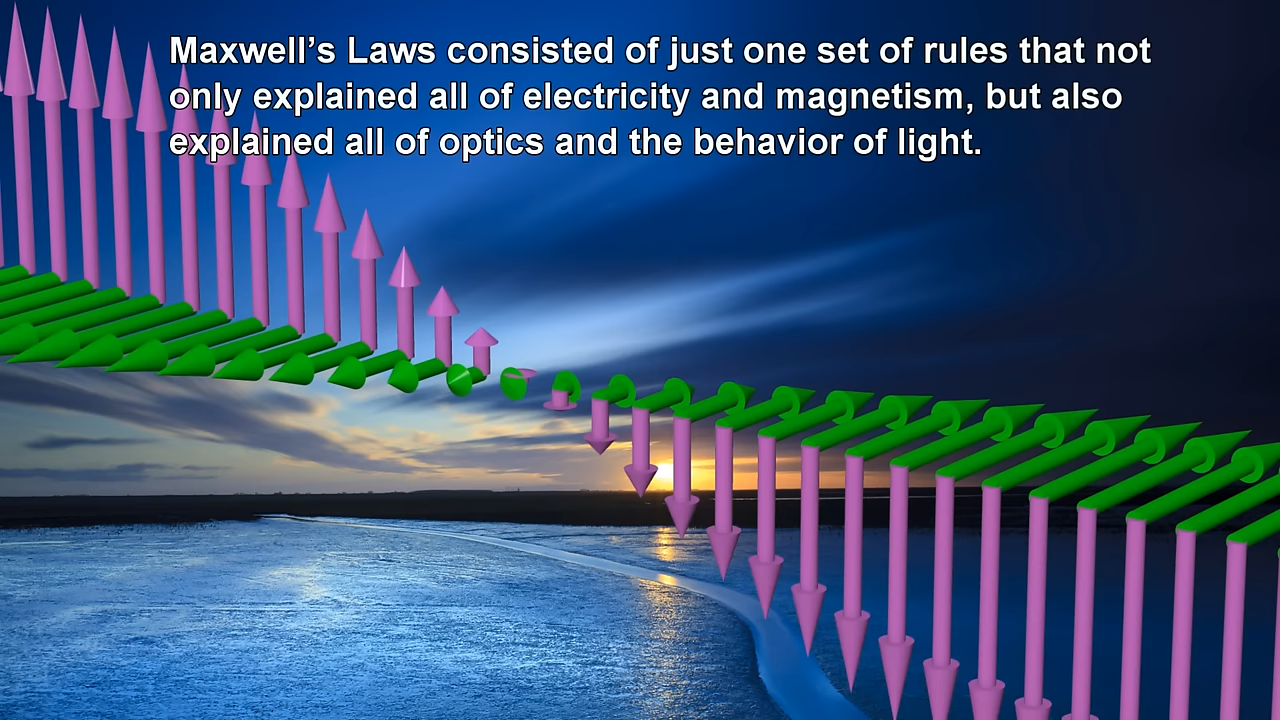 Maxwell’s Laws consisted of just one set of rules that not
only explained all of electricity and magnetism, but also
explained all of optics and the behavior of light.